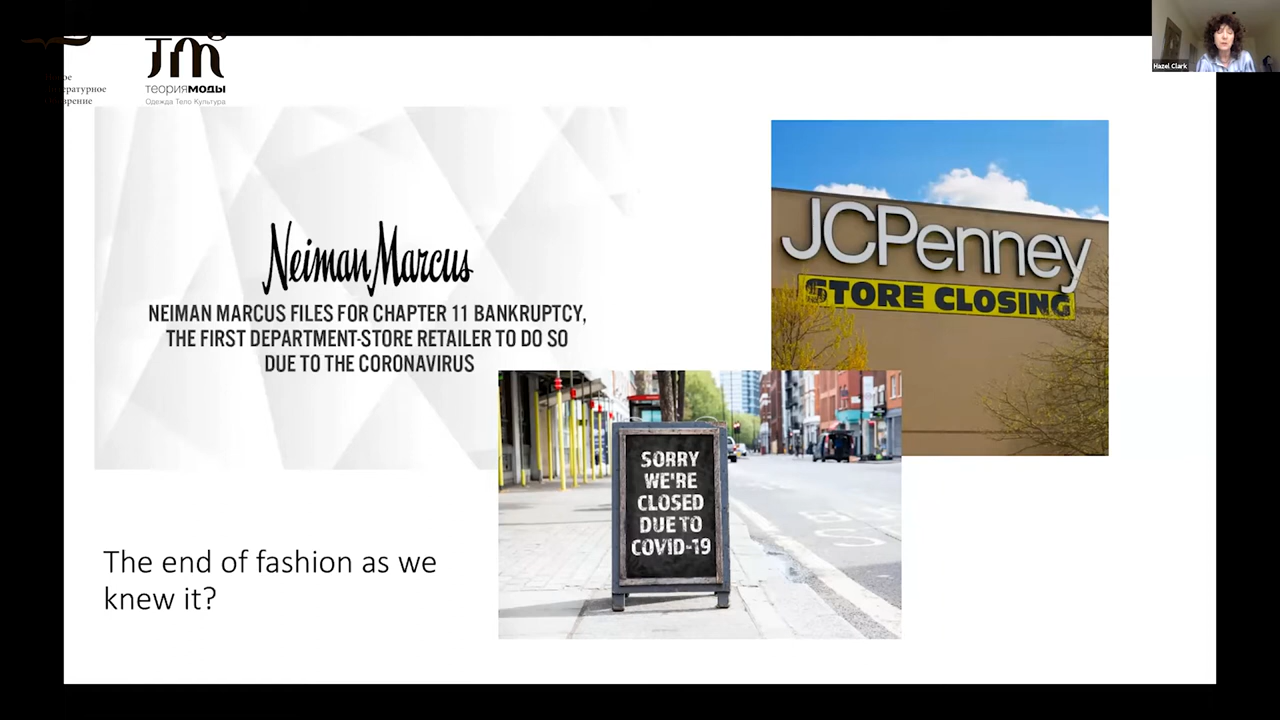 теорияМОДЫ
Одежда Тело Культура
Hazel Clark
Neiman Marcus
NEIMAN MARCUS FILES FOR CHAPTER 11 BANKRUPTCY,
THE FIRST DEPARTMENT-STORE RETAILER TO DO SO
DUE TO THE CORONAVIRUS
JCPenney
STORE CLOSING
SORRY
WE'RE
CLOSED
DUE TO
COVID-19
The end of fashion as we
knew it?